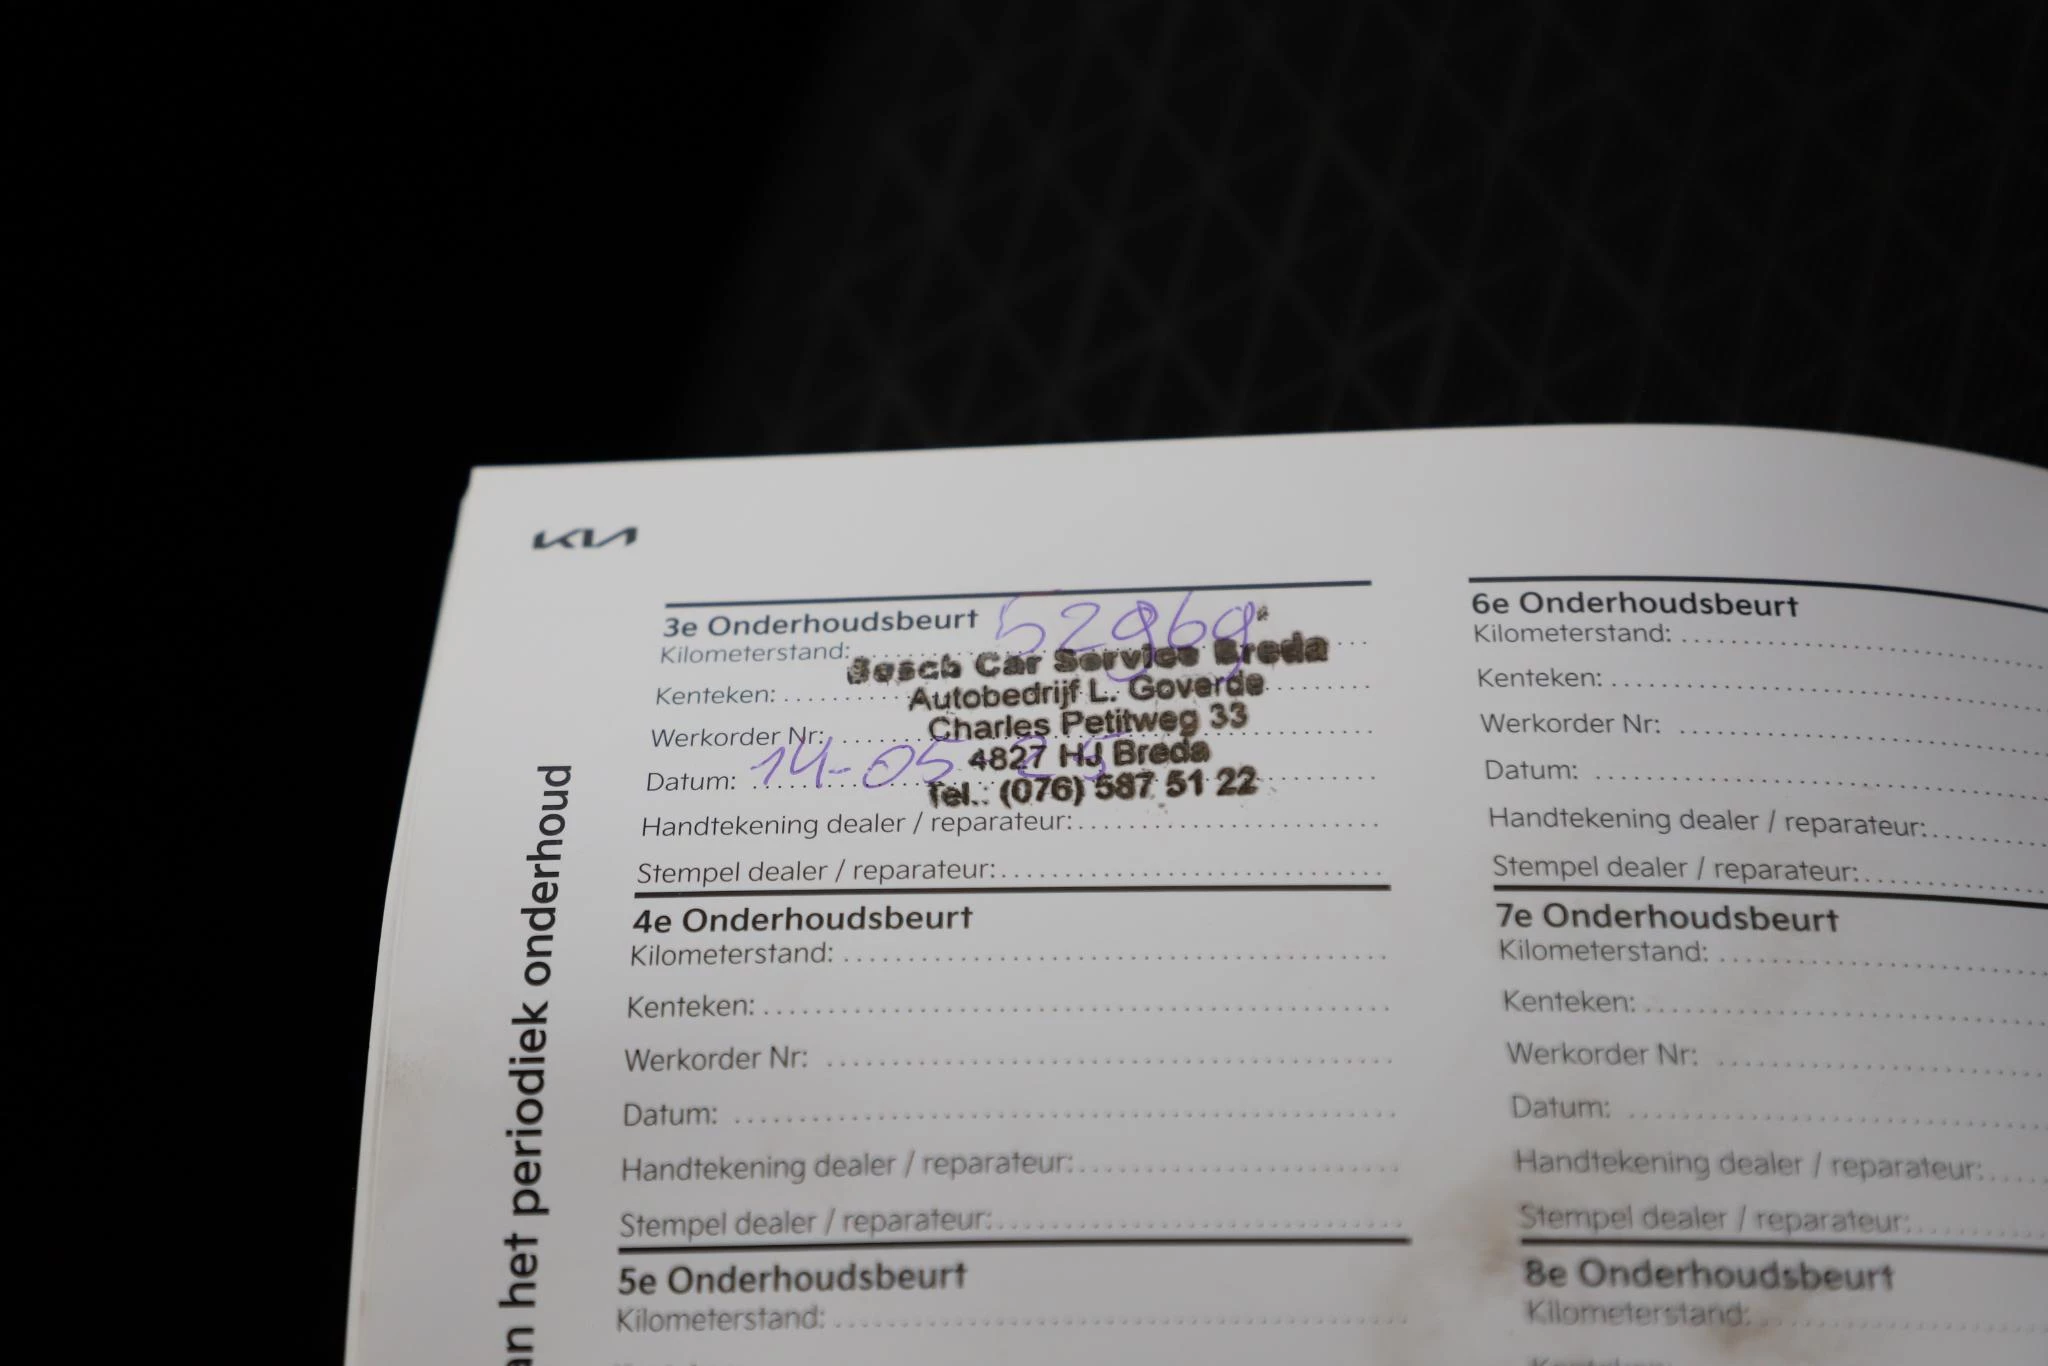 KIA
an het periodiek onderhoud
3e Onderhoudsbeurt
Kilometerstand: 52969
Bosch Car Service Breda
Kenteken:
Autobedrijf L. Goverde
Werkorder Nr:
Charles Petitweg 33
4827 HJ Breda
Datum: 14-05-25
Tel.: (076) 587 51 22
Handtekening dealer / reparateur:
Stempel dealer / reparateur:
4e Onderhoudsbeurt
Kilometerstand:
Kenteken:
Werkorder Nr:
Datum:
Handtekening dealer / reparateur:
Stempel dealer / reparateur:
5e Onderhoudsbeurt
Kilometerstand:
6e Onderhoudsbeurt
Kilometerstand:
Kenteken:
Werkorder Nr:
Datum:
Handtekening dealer / reparateur:
Stempel dealer / reparateur:
7e Onderhoudsbeurt
Kilometerstand:
Kenteken:
Werkorder Nr:
Datum:
Handtekening dealer / reparateur:
Stempel dealer / reparateur:
8e Onderhoudsbeurt
Kilometerstand: